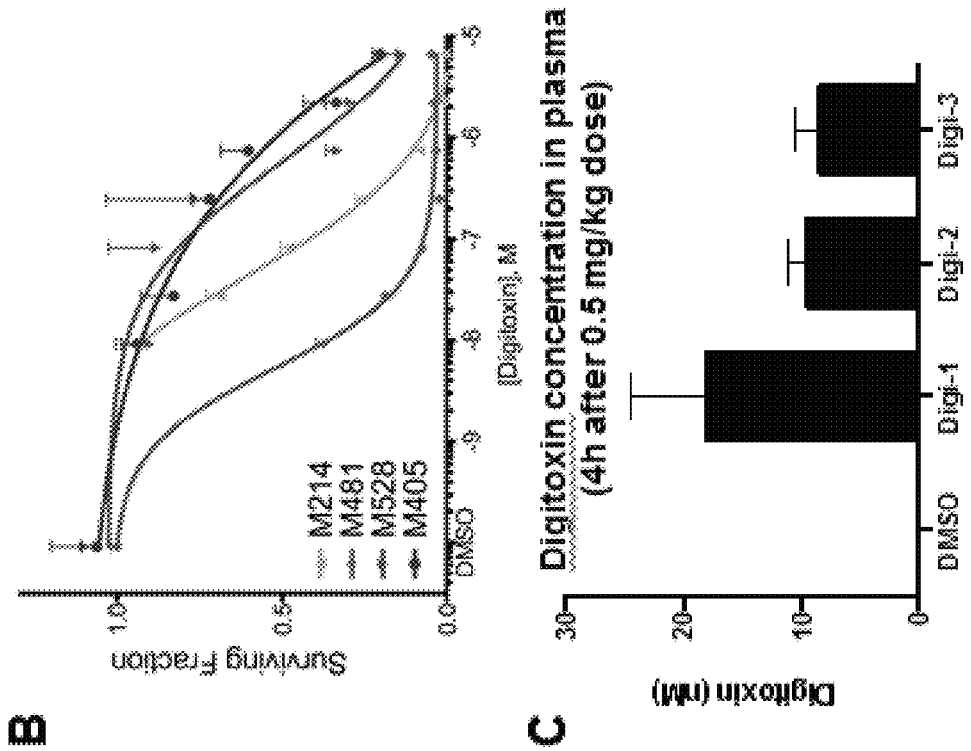 B
Surviving Fraction
1.0
0.5
0.0
M214
M481
M528
M405
DMSO
-9
-8
-7
-6
-5
[Digitoxin], M
C
Digitoxin concentration in plasma
(4h after 0.5 mg/kg dose)
Digitoxin (nM)
30
20
10
0
DMSO
Digi-1
Digi-2
Digi-3